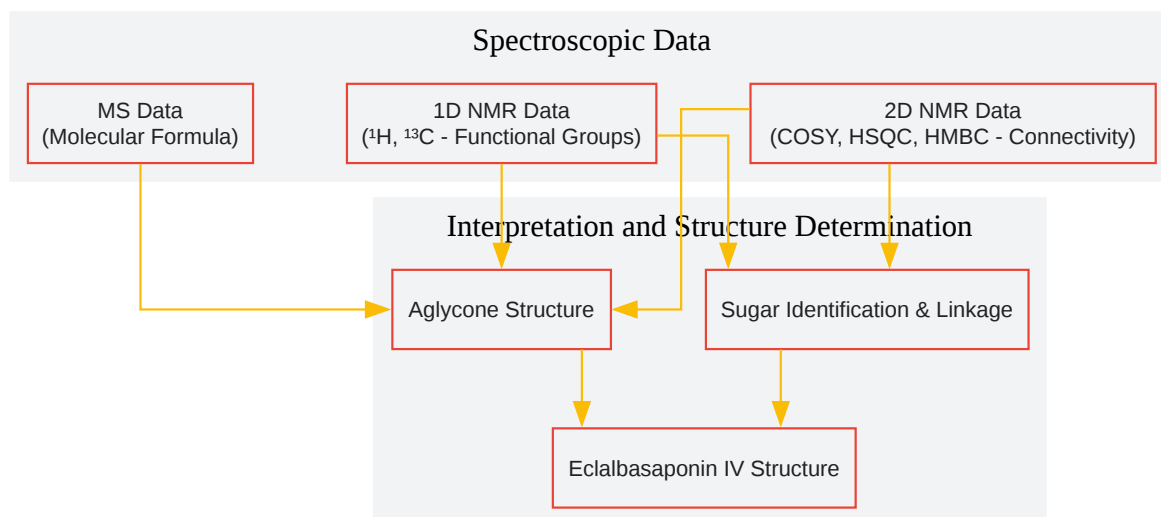 Spectroscopic Data
MS Data
(Molecular Formula)
1D NMR Data
(¹H, ¹³C - Functional Groups)
2D NMR Data
(COSY, HSQC, HMBC - Connectivity)
Interpretation and Structure Determination
Aglycone Structure
Sugar Identification & Linkage
Eclalbasaponin IV Structure